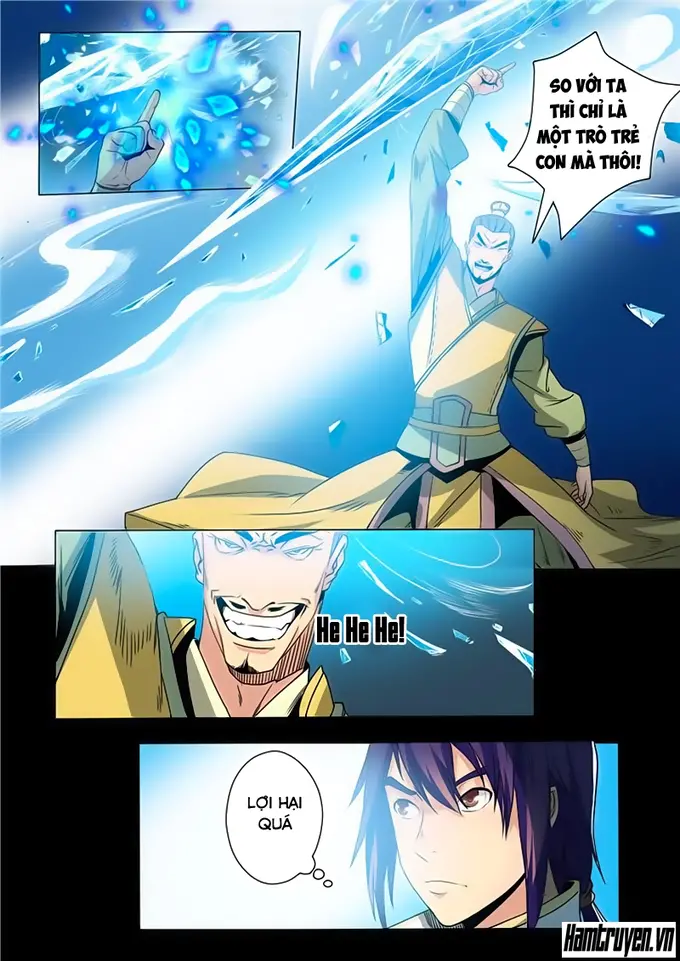 SO VỚI TA
THÌ CHỈ LÀ
MỘT TRÒ TRẺ
CON MÀ THÔI!
He He He!
LỢI HẠI
QUÁ
Hamtruyen.vn